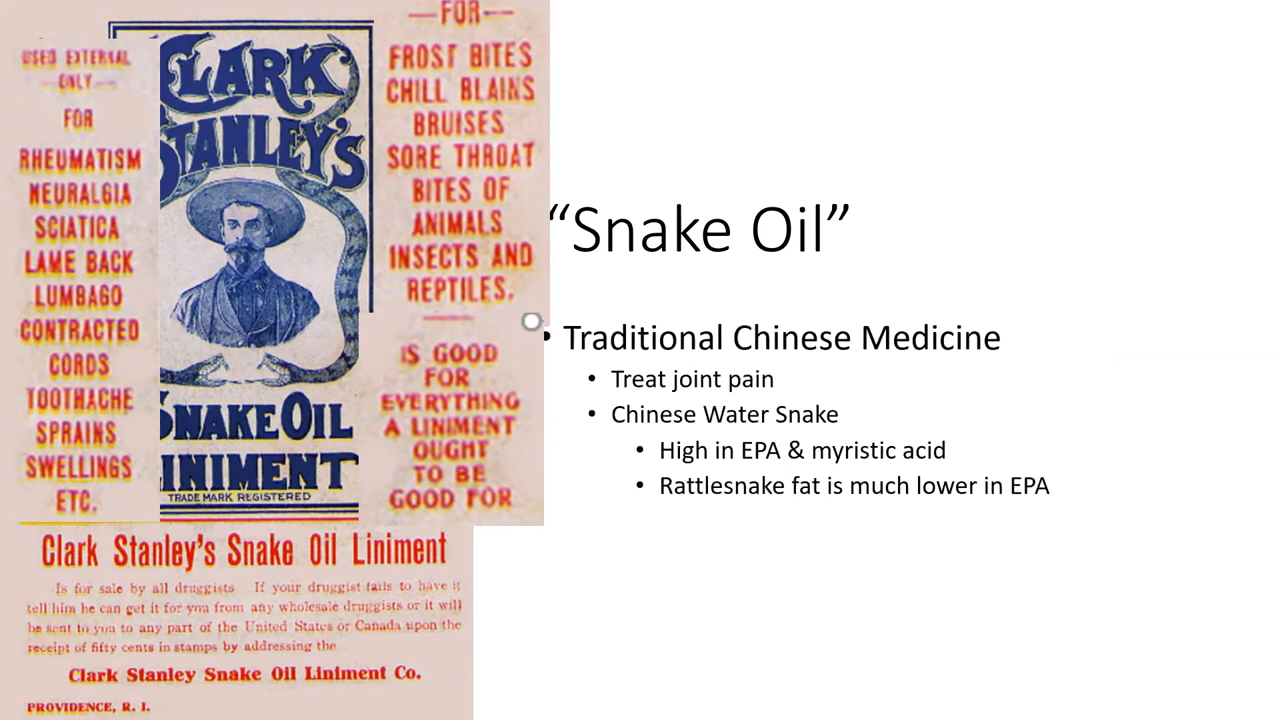 USED EXTERNAL
ONLY
FOR
RHEUMATISM
NEURALGIA
SCIATICA
LAME BACK
LUMBAGO
CONTRACTED
CORDS
TOOTHACHE
SPRAINS
SWELLINGS
ETC.
CLARK
STANLEY'S
SNAKE OIL
LINIMENT
TRADE MARK REGISTERED
—FOR—
FROST BITES
CHILL BLAINS
BRUISES
SORE THROAT
BITES OF
ANIMALS
INSECTS AND
REPTILES.
IS GOOD
FOR
EVERYTHING
A LINIMENT
OUGHT
TO BE
GOOD FOR
Clark Stanley's Snake Oil Liniment
Is for sale by all druggists If your druggist fails to have it
tell him he can get it for you from any wholesale druggists or it will
be sent to you to any part of the United States or Canada upon the
receipt of fifty cents in stamps by addressing the
Clark Stanley Snake Oil Liniment Co.
PROVIDENCE, R. I.
“Snake Oil”
• Traditional Chinese Medicine
• Treat joint pain
• Chinese Water Snake
• High in EPA & myristic acid
• Rattlesnake fat is much lower in EPA